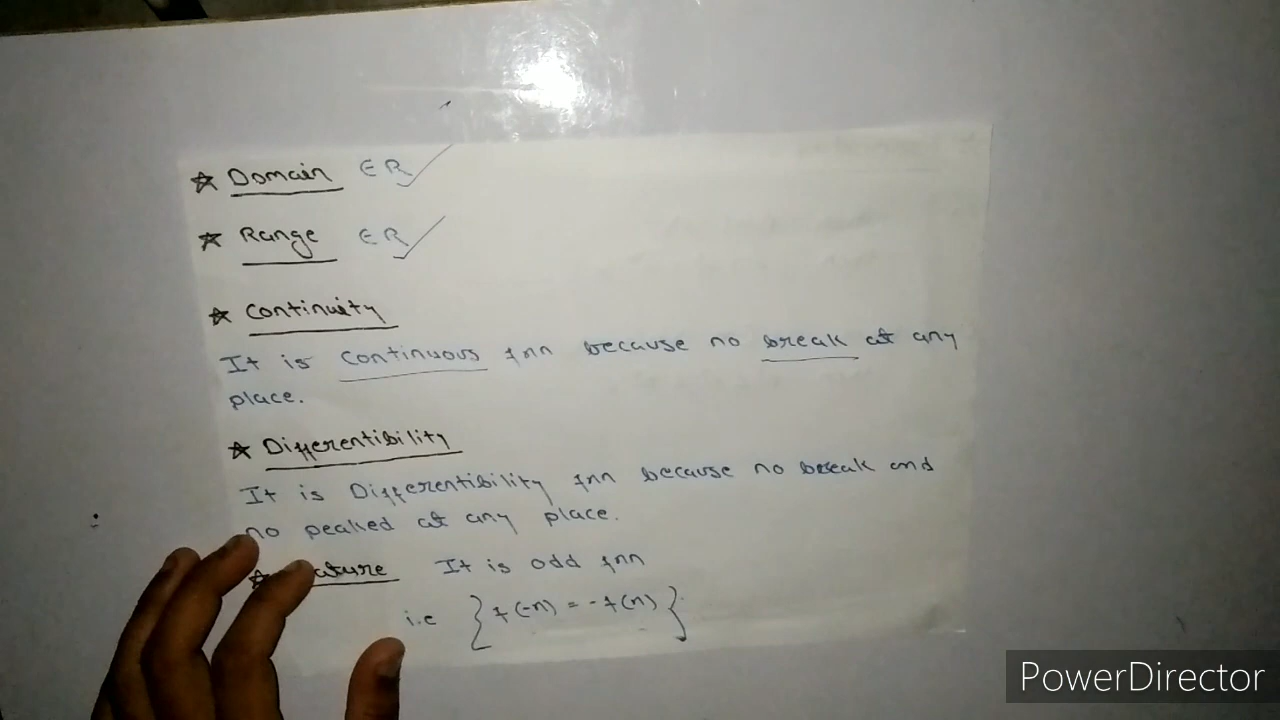 ☆ Domain ∈ R ✓
☆ Range ∈ R ✓
☆ Continuity
It is continuous fnn because no break at any
place.
☆ Differentibility
It is Differentibility fnn because no break and
no peaked at any place.
☆ ature It is odd fnn
i.e { f(-n) = -f(n) }
PowerDirector